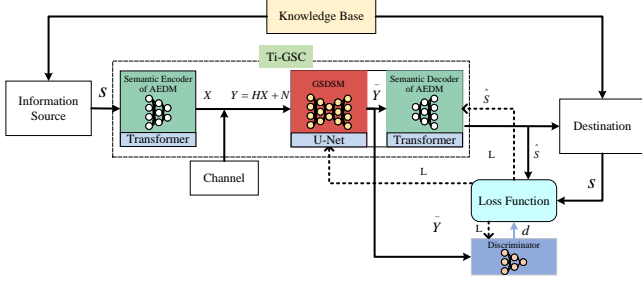 Knowledge Base
Ti-GSC
Information
Source
S
Semantic Encoder
of AEDM
Transformer
X
Y = HX + N
Channel
GSDSM
U-Net
Ȳ
Semantic Decoder
of AEDM
Transformer
Ŝ
Destination
L
Ŝ
L
S
Loss Function
Ȳ
L
d
Discriminator